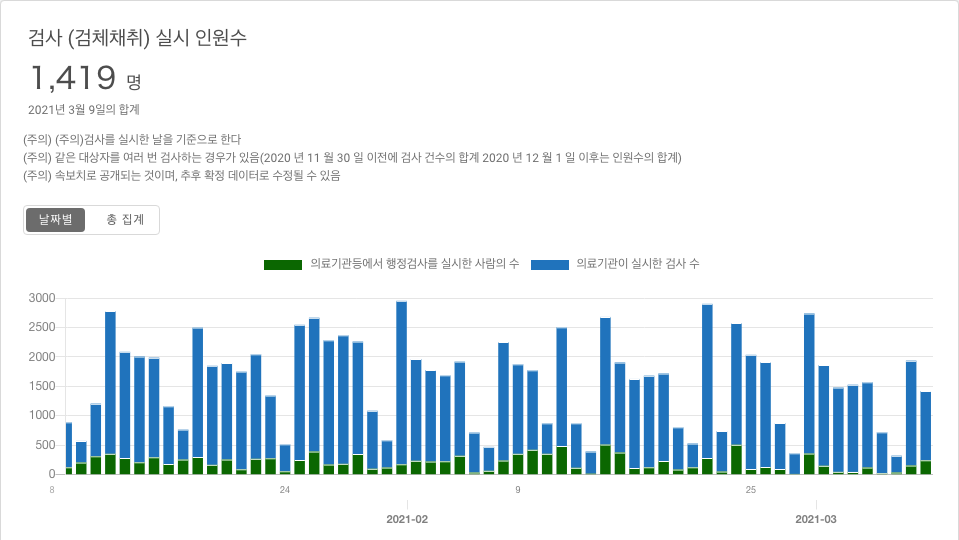 검사 (검체채취) 실시 인원수
1,419 명
2021년 3월 9일의 합계
(주의) (주의)검사를 실시한 날을 기준으로 한다
(주의) 같은 대상자를 여러 번 검사하는 경우가 있음(2020 년 11 월 30 일 이전에 검사 건수의 합계 2020 년 12 월 1 일 이후는 인원수의 합계)
(주의) 속보치로 공개되는 것이며, 추후 확정 데이터로 수정될 수 있음
날짜별 총 집계
의료기관등에서 행정검사를 실시한 사람의 수 의료기관이 실시한 검사 수
3000
2500
2000
1500
1000
500
0
8 24 9 25
2021-02 2021-03